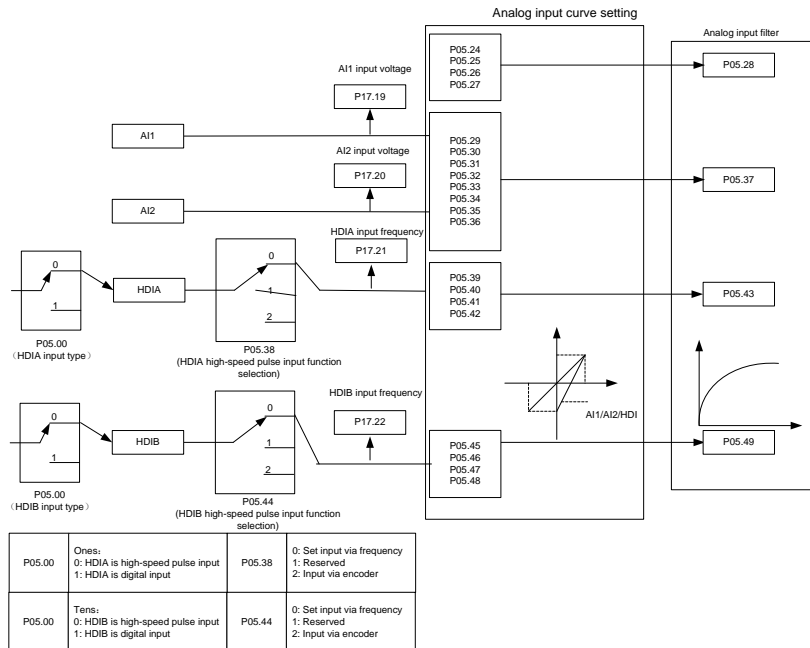 Analog input curve setting
Analog input filter
AI1 input voltage
P17.19
AI1
P05.24
P05.25
P05.26
P05.27
P05.28
AI2 input voltage
P17.20
AI2
P05.29
P05.30
P05.31
P05.32
P05.33
P05.34
P05.35
P05.36
P05.37
HDIA input frequency
P17.21
0
1
P05.00
（HDIA input type）
HDIA
0
1
2
P05.38
(HDIA high-speed pulse input function
selection)
P05.39
P05.40
P05.41
P05.42
P05.43
AI1/AI2/HDI
HDIB input frequency
P17.22
0
1
P05.00
(HDIB input type）
HDIB
0
1
2
P05.44
(HDIB high-speed pulse input function
selection)
P05.45
P05.46
P05.47
P05.48
P05.49
P05.00
Ones：
0: HDIA is high-speed pulse input
1: HDIA is digital input
P05.38
0: Set input via frequency
1: Reserved
2: Input via encoder
P05.00
Tens：
0: HDIB is high-speed pulse input
1: HDIB is digital input
P05.44
0: Set input via frequency
1: Reserved
2: Input via encoder